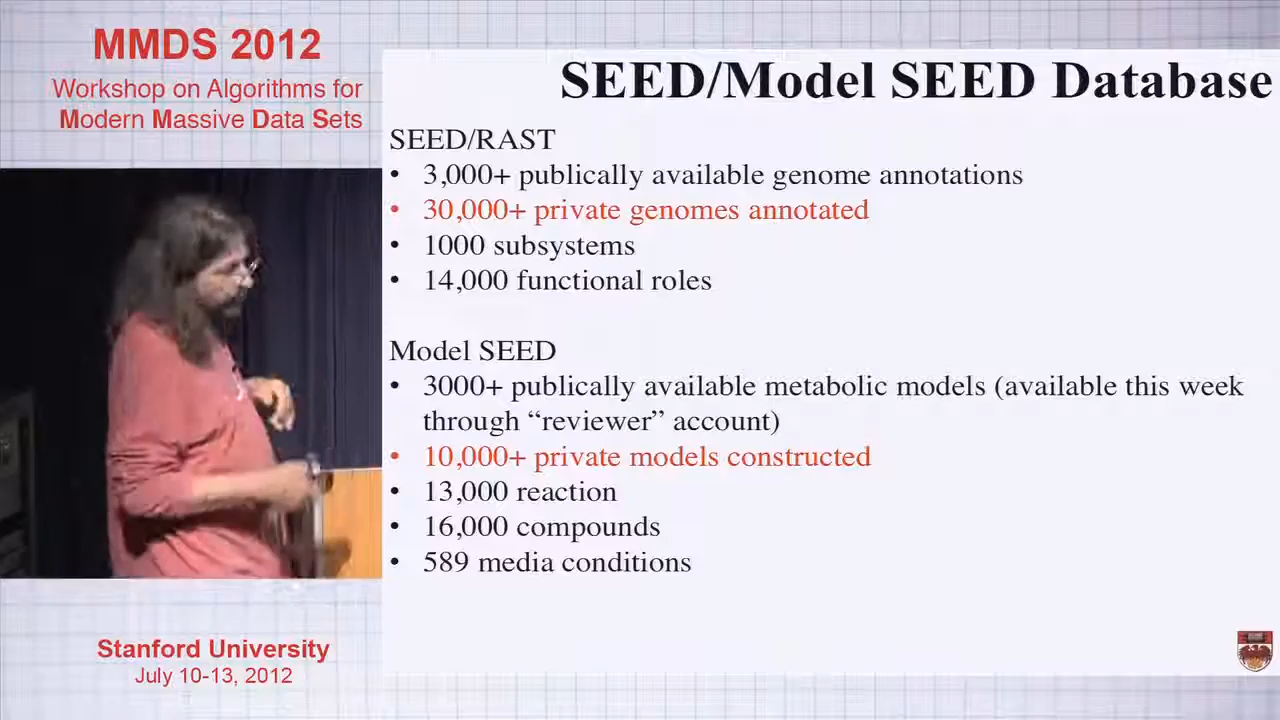 MMDS 2012
Workshop on Algorithms for
Modern Massive Data Sets
SEED/Model SEED Database
SEED/RAST
• 3,000+ publically available genome annotations
• 30,000+ private genomes annotated
• 1000 subsystems
• 14,000 functional roles
Model SEED
• 3000+ publically available metabolic models (available this week
through “reviewer” account)
• 10,000+ private models constructed
• 13,000 reaction
• 16,000 compounds
• 589 media conditions
Stanford University
July 10-13, 2012